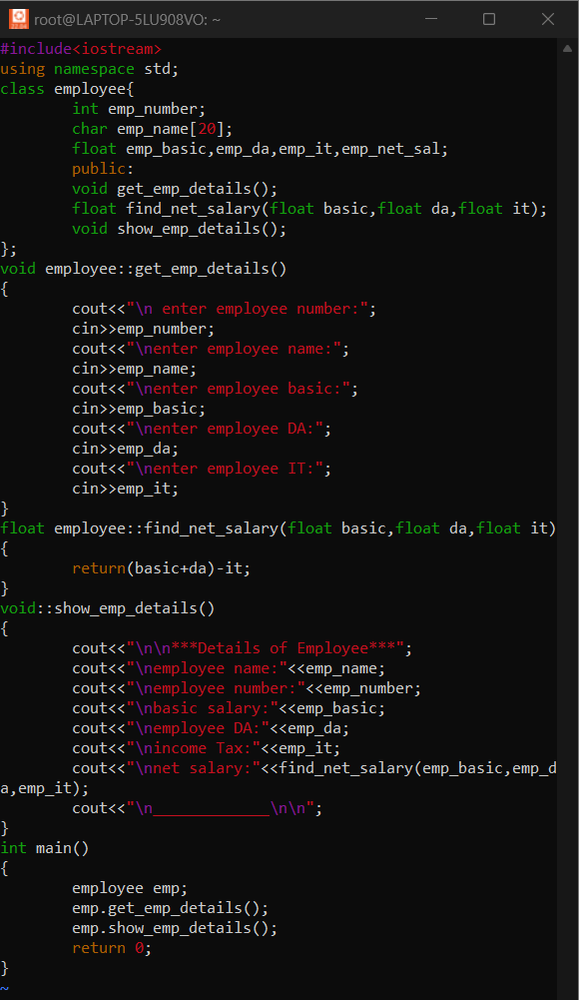 root@LAPTOP-5LU908VO: ~
#include<iostream>
using namespace std;
class employee{
        int emp_number;
        char emp_name[20];
        float emp_basic,emp_da,emp_it,emp_net_sal;
        public:
        void get_emp_details();
        float find_net_salary(float basic,float da,float it);
        void show_emp_details();
};
void employee::get_emp_details()
{
        cout<<"\n enter employee number:";
        cin>>emp_number;
        cout<<"\nenter employee name:";
        cin>>emp_name;
        cout<<"\nenter employee basic:";
        cin>>emp_basic;
        cout<<"\nenter employee DA:";
        cin>>emp_da;
        cout<<"\nenter employee IT:";
        cin>>emp_it;
}
float employee::find_net_salary(float basic,float da,float it)
{
        return(basic+da)-it;
}
void::show_emp_details()
{
        cout<<"\n\n***Details of Employee***";
        cout<<"\nemployee name:"<<emp_name;
        cout<<"\nemployee number:"<<emp_number;
        cout<<"\nbasic salary:"<<emp_basic;
        cout<<"\nemployee DA:"<<emp_da;
        cout<<"\nincome Tax:"<<emp_it;
        cout<<"\nnet salary:"<<find_net_salary(emp_basic,emp_d
a,emp_it);
        cout<<"\n_____________\n\n";
}
int main()
{
        employee emp;
        emp.get_emp_details();
        emp.show_emp_details();
        return 0;
}
~